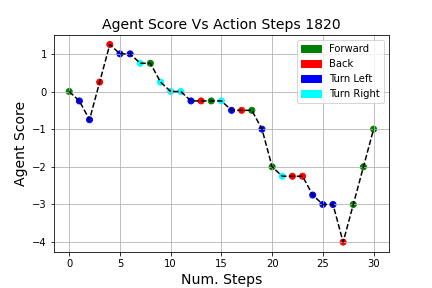 Agent Score Vs Action Steps 1820
Forward
Back
Turn Left
Turn Right
Agent Score
1
0
−1
−2
−3
−4
0 5 10 15 20 25 30
Num. Steps